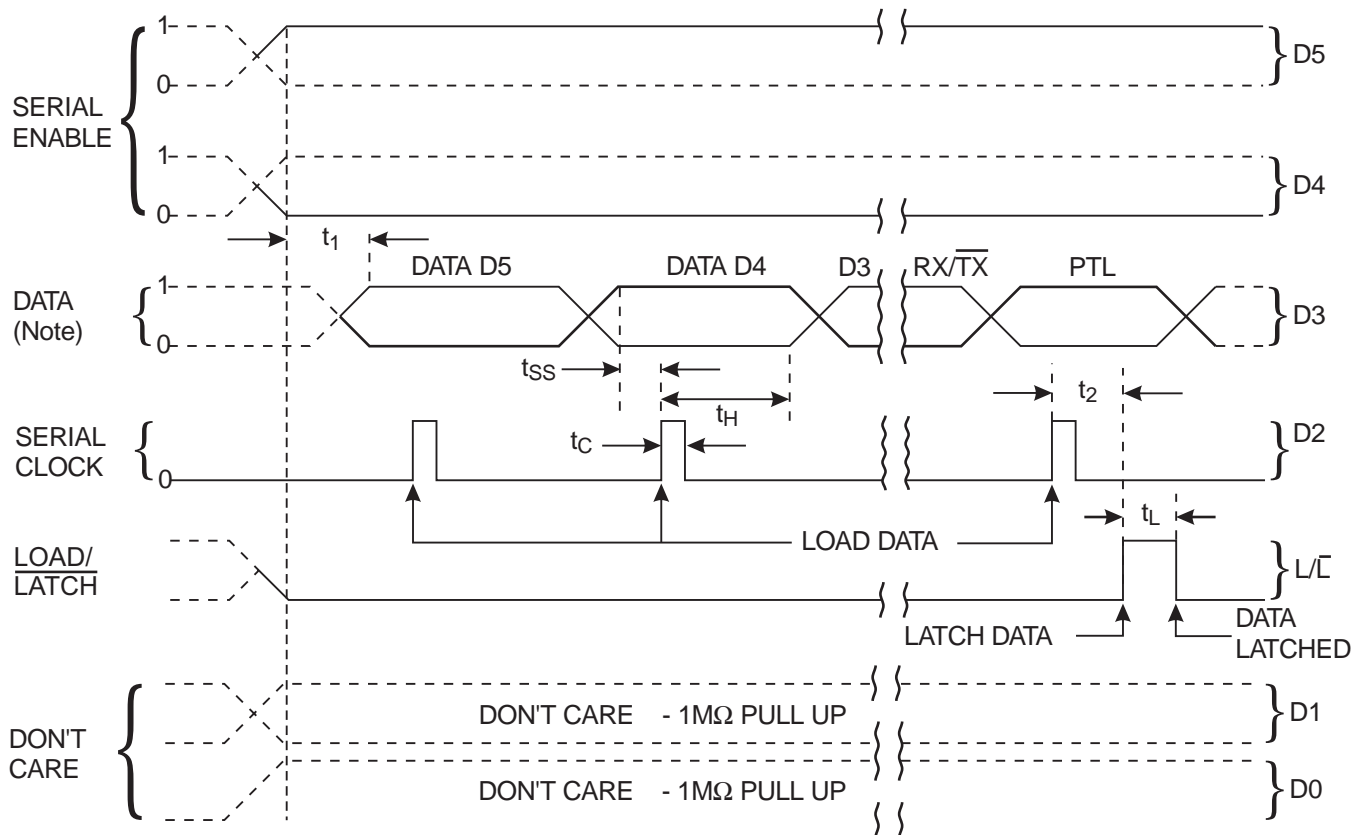 1
0
D5
SERIAL
ENABLE
1
0
D4
t1
DATA D5
DATA D4
D3
RX/T̅X̅
PTL
DATA
(Note)
1
0
D3
tSS
tH
t2
tC
SERIAL
CLOCK
0
D2
tL
LOAD DATA
LOAD/
L̅A̅T̅C̅H̅
L/L̅
LATCH DATA
DATA
LATCHED
DON'T CARE - 1MΩ PULL UP
D1
DON'T
CARE
DON'T CARE - 1MΩ PULL UP
D0